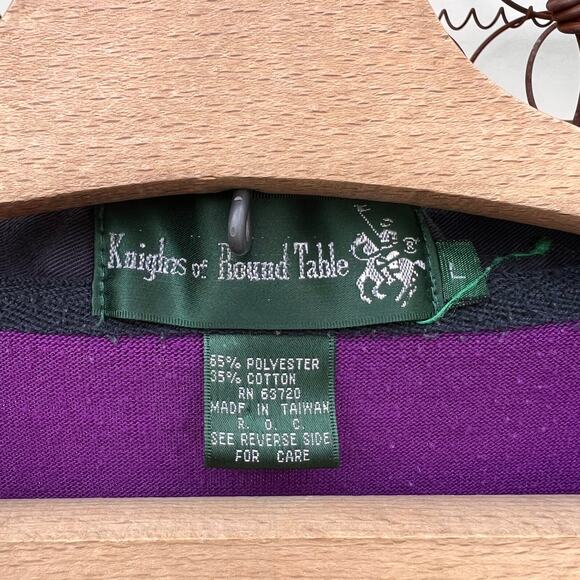 Knights of Round Table ®
L
65% POLYESTER
35% COTTON
RN 63720
MADE IN TAIWAN
R. O. C.
SEE REVERSE SIDE
FOR CARE